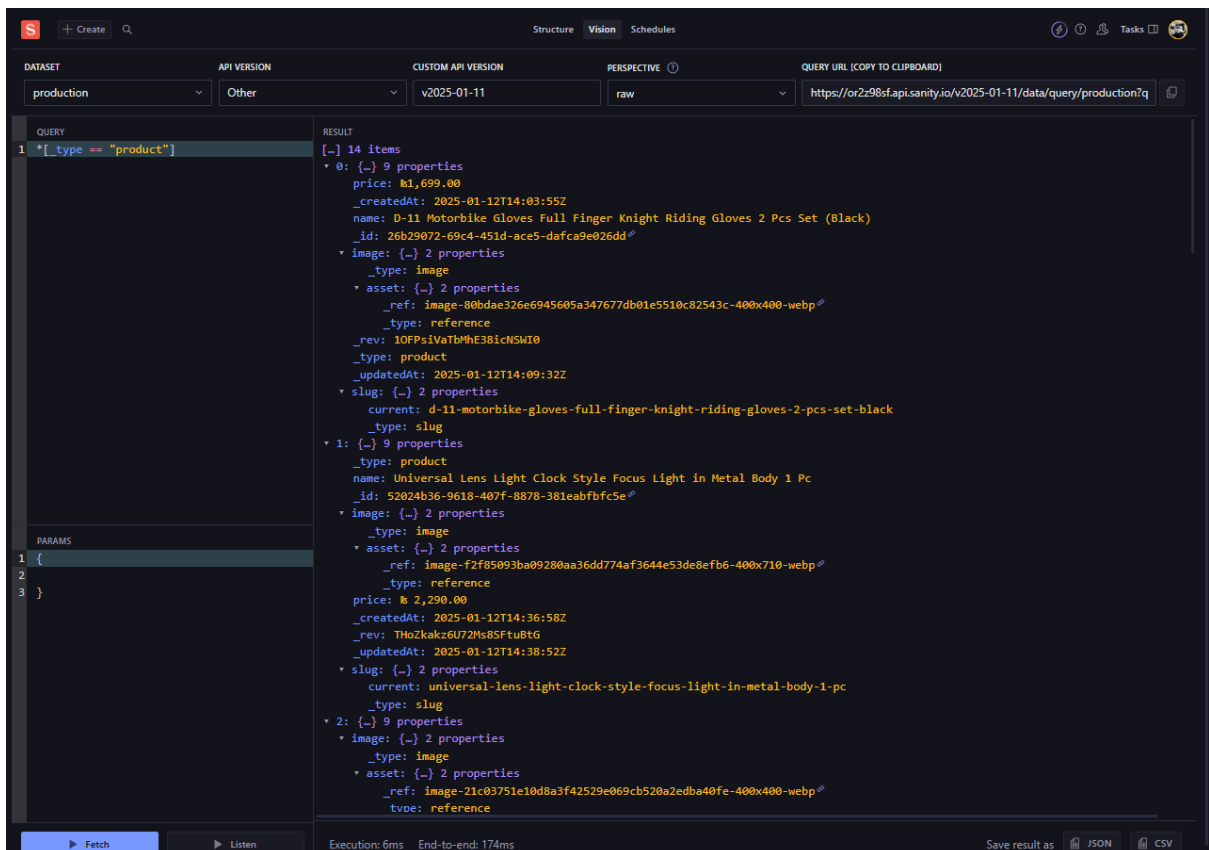 S + Create Structure Vision Schedules Tasks
DATASET API VERSION CUSTOM API VERSION PERSPECTIVE QUERY URL [COPY TO CLIPBOARD]
production Other v2025-01-11 raw https://or2z98sf.api.sanity.io/v2025-01-11/data/query/production?q
QUERY
1 *[_type == "product"]
PARAMS
1 {
2
3 }
Fetch Listen
RESULT
[…] 14 items
0: {…} 9 properties
price: ₨1,699.00
_createdAt: 2025-01-12T14:03:55Z
name: D-11 Motorbike Gloves Full Finger Knight Riding Gloves 2 Pcs Set (Black)
_id: 26b29072-69c4-451d-ace5-dafca9e026dd
image: {…} 2 properties
_type: image
asset: {…} 2 properties
_ref: image-80bdae326e6945605a347677db01e5510c82543c-400x400-webp
_type: reference
_rev: 1OFPsiVaTbMhE38icNSWI0
_type: product
_updatedAt: 2025-01-12T14:09:32Z
slug: {…} 2 properties
current: d-11-motorbike-gloves-full-finger-knight-riding-gloves-2-pcs-set-black
_type: slug
1: {…} 9 properties
_type: product
name: Universal Lens Light Clock Style Focus Light in Metal Body 1 Pc
_id: 52024b36-9618-407f-8878-381eabfbfc5e
image: {…} 2 properties
_type: image
asset: {…} 2 properties
_ref: image-f2f85093ba09280aa36dd774af3644e53de8efb6-400x710-webp
_type: reference
price: ₨ 2,290.00
_createdAt: 2025-01-12T14:36:58Z
_rev: THoZkakz6U72Ms8SFtuBtG
_updatedAt: 2025-01-12T14:38:52Z
slug: {…} 2 properties
current: universal-lens-light-clock-style-focus-light-in-metal-body-1-pc
_type: slug
2: {…} 9 properties
image: {…} 2 properties
_type: image
asset: {…} 2 properties
_ref: image-21c03751e10d8a3f42529e069cb520a2edba40fe-400x400-webp
_type: reference
Execution: 6ms End-to-end: 174ms Save result as JSON CSV